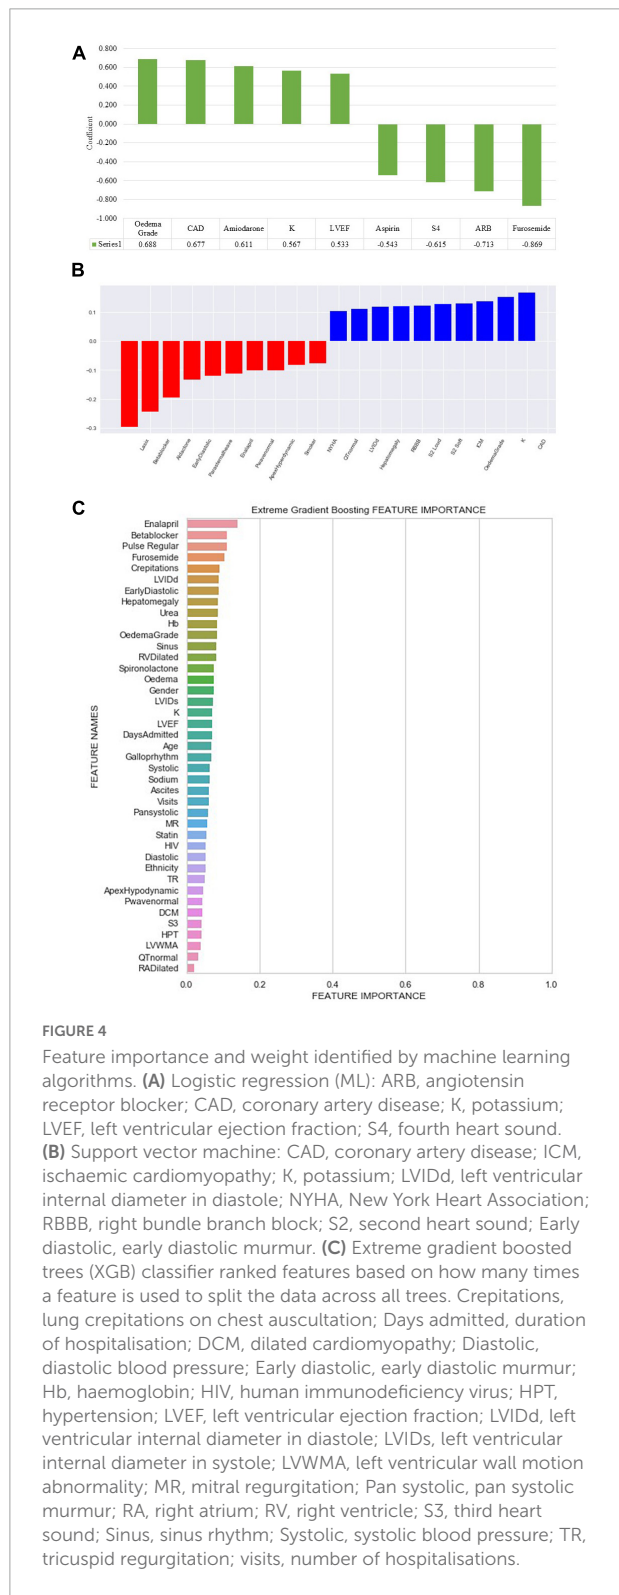 A
0.800
0.600
0.400
0.200
0.000
-0.200
-0.400
-0.600
-0.800
-1.000
Coefficient
Oedema Grade CAD Amiodarone K LVEF Aspirin S4 ARB Furosemide
Series1 0.688 0.677 0.611 0.567 0.533 -0.543 -0.615 -0.713 -0.869
B
0.1
0.0
−0.1
−0.2
−0.3
Lasix Betablocker Aldactone EarlyDiastolic Parasternalheave Enalapril Pwavenormal ApexHyperdynamic Smoker NYHA QTnormal LVIDd Hepatomegaly RBBB S2 Loud S2 Soft ICM OedemaGrade K CAD
C
Extreme Gradient Boosting FEATURE IMPORTANCE
FEATURE NAMES
Enalapril
Betablocker
Pulse Regular
Furosemide
Crepitations
LVIDd
EarlyDiastolic
Hepatomegaly
Urea
Hb
OedemaGrade
Sinus
RVDilated
Spironolactone
Oedema
Gender
LVIDs
K
LVEF
DaysAdmitted
Age
Galloprhythm
Systolic
Sodium
Ascites
Visits
Pansystolic
MR
Statin
HIV
Diastolic
Ethnicity
TR
ApexHypodynamic
Pwavenormal
DCM
S3
HPT
LVWMA
QTnormal
RADilated
0.0 0.2 0.4 0.6 0.8 1.0
FEATURE IMPORTANCE
FIGURE 4
Feature importance and weight identified by machine learning
algorithms. (A) Logistic regression (ML): ARB, angiotensin
receptor blocker; CAD, coronary artery disease; K, potassium;
LVEF, left ventricular ejection fraction; S4, fourth heart sound.
(B) Support vector machine: CAD, coronary artery disease; ICM,
ischaemic cardiomyopathy; K, potassium; LVIDd, left ventricular
internal diameter in diastole; NYHA, New York Heart Association;
RBBB, right bundle branch block; S2, second heart sound; Early
diastolic, early diastolic murmur. (C) Extreme gradient boosted
trees (XGB) classifier ranked features based on how many times
a feature is used to split the data across all trees. Crepitations,
lung crepitations on chest auscultation; Days admitted, duration
of hospitalisation; DCM, dilated cardiomyopathy; Diastolic,
diastolic blood pressure; Early diastolic, early diastolic murmur;
Hb, haemoglobin; HIV, human immunodeficiency virus; HPT,
hypertension; LVEF, left ventricular ejection fraction; LVIDd, left
ventricular internal diameter in diastole; LVIDs, left ventricular
internal diameter in systole; LVWMA, left ventricular wall motion
abnormality; MR, mitral regurgitation; Pan systolic, pan systolic
murmur; RA, right atrium; RV, right ventricle; S3, third heart
sound; Sinus, sinus rhythm; Systolic, systolic blood pressure; TR,
tricuspid regurgitation; visits, number of hospitalisations.